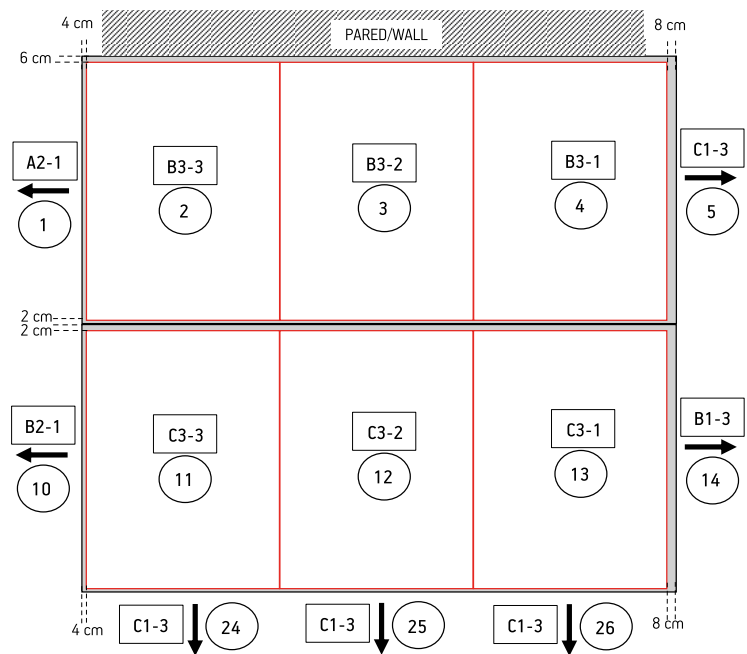 4 cm
8 cm
PARED/WALL
6 cm
A2-1
B3-3
B3-2
B3-1
C1-3
1
2
3
4
5
2 cm
2 cm
B2-1
C3-3
C3-2
C3-1
B1-3
10
11
12
13
14
4 cm
C1-3
24
C1-3
25
C1-3
26
8 cm